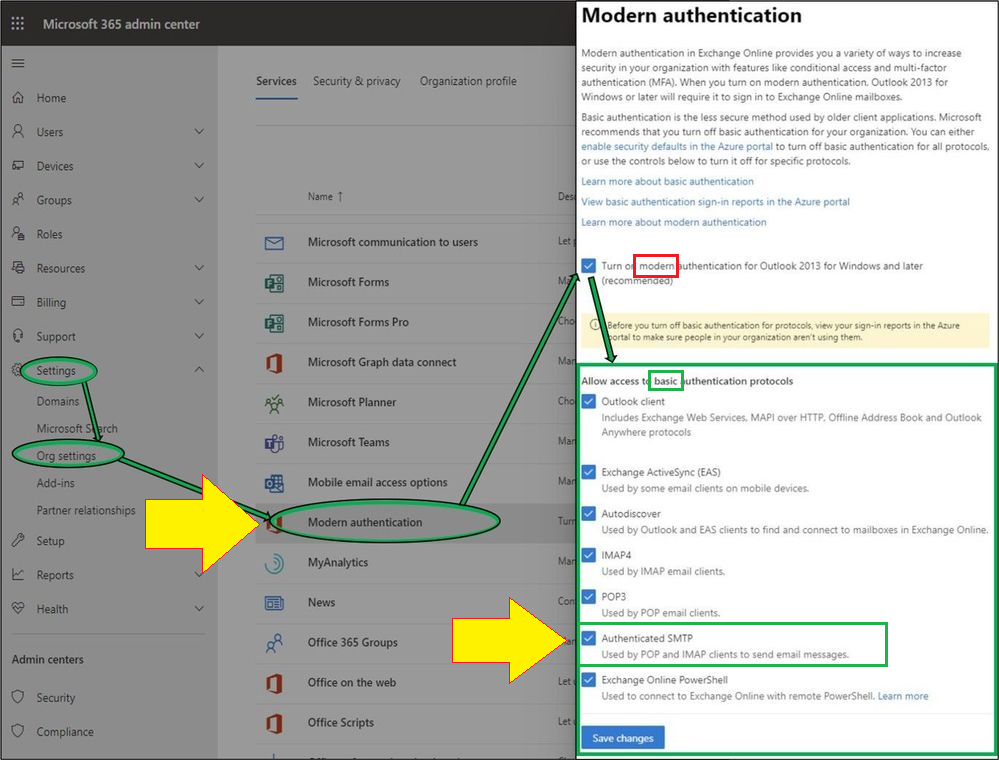 Microsoft 365 admin center
Home
Users
Devices
Groups
Roles
Resources
Billing
Support
Settings
Domains
Microsoft Search
Org settings
Add-ins
Partner relationships
Setup
Reports
Health
Admin centers
Security
Compliance
Services Security & privacy Organization profile
Name ↑
Microsoft communication to users Let
Microsoft Forms
Microsoft Forms Pro
Microsoft Graph data connect
Microsoft Planner
Microsoft Teams
Mobile email access options
Modern authentication
MyAnalytics
News
Office 365 Groups
Office on the web Let
Office Scripts Let
Modern authentication
Modern authentication in Exchange Online provides you a variety of ways to increase
security in your organization with features like conditional access and multi-factor
authentication (MFA). When you turn on modern authentication, Outlook 2013 for
Windows or later will require it to sign in to Exchange Online mailboxes.
Basic authentication is the less secure method used by older client applications. Microsoft
recommends that you turn off basic authentication for your organization. You can either
enable security defaults in the Azure portal to turn off basic authentication for all protocols,
or use the controls below to turn it off for specific protocols.
Learn more about basic authentication
View basic authentication sign-in reports in the Azure portal
Learn more about modern authentication
Turn on modern authentication for Outlook 2013 for Windows and later
(recommended)
Before you turn off basic authentication for protocols, view your sign-in reports in the Azure
portal to make sure people in your organization aren't using them.
Allow access to basic authentication protocols
Outlook client
Includes Exchange Web Services, MAPI over HTTP, Offline Address Book and Outlook
Anywhere protocols
Exchange ActiveSync (EAS)
Used by some email clients on mobile devices.
Autodiscover
Used by Outlook and EAS clients to find and connect to mailboxes in Exchange Online.
IMAP4
Used by IMAP email clients.
POP3
Used by POP email clients.
Authenticated SMTP
Used by POP and IMAP clients to send email messages.
Exchange Online PowerShell
Used to connect to Exchange Online with remote PowerShell. Learn more
Save changes